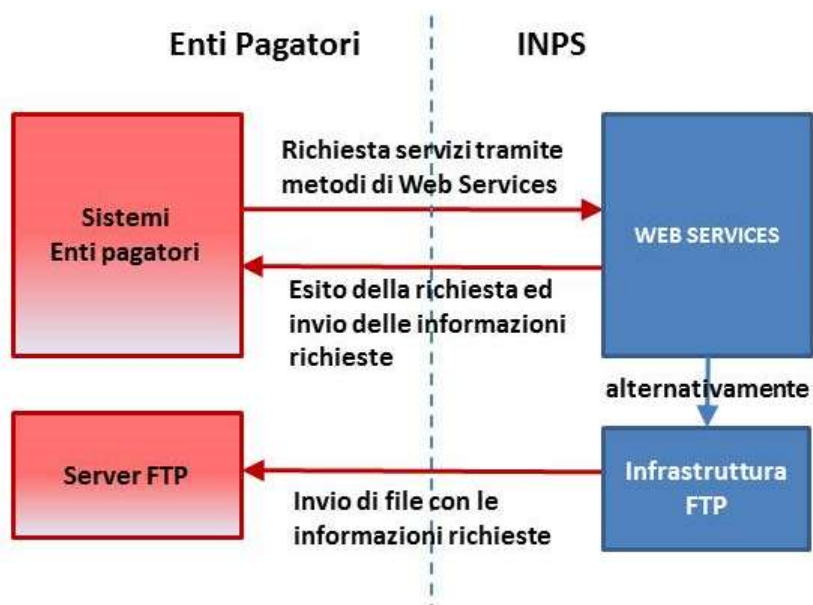 Enti Pagatori
INPS
Richiesta servizi tramite
metodi di Web Services
Sistemi
Enti pagatori
WEB SERVICES
Esito della richiesta ed
invio delle informazioni
richieste
alternativamente
Server FTP
Infrastruttura
FTP
Invio di file con le
informazioni richieste